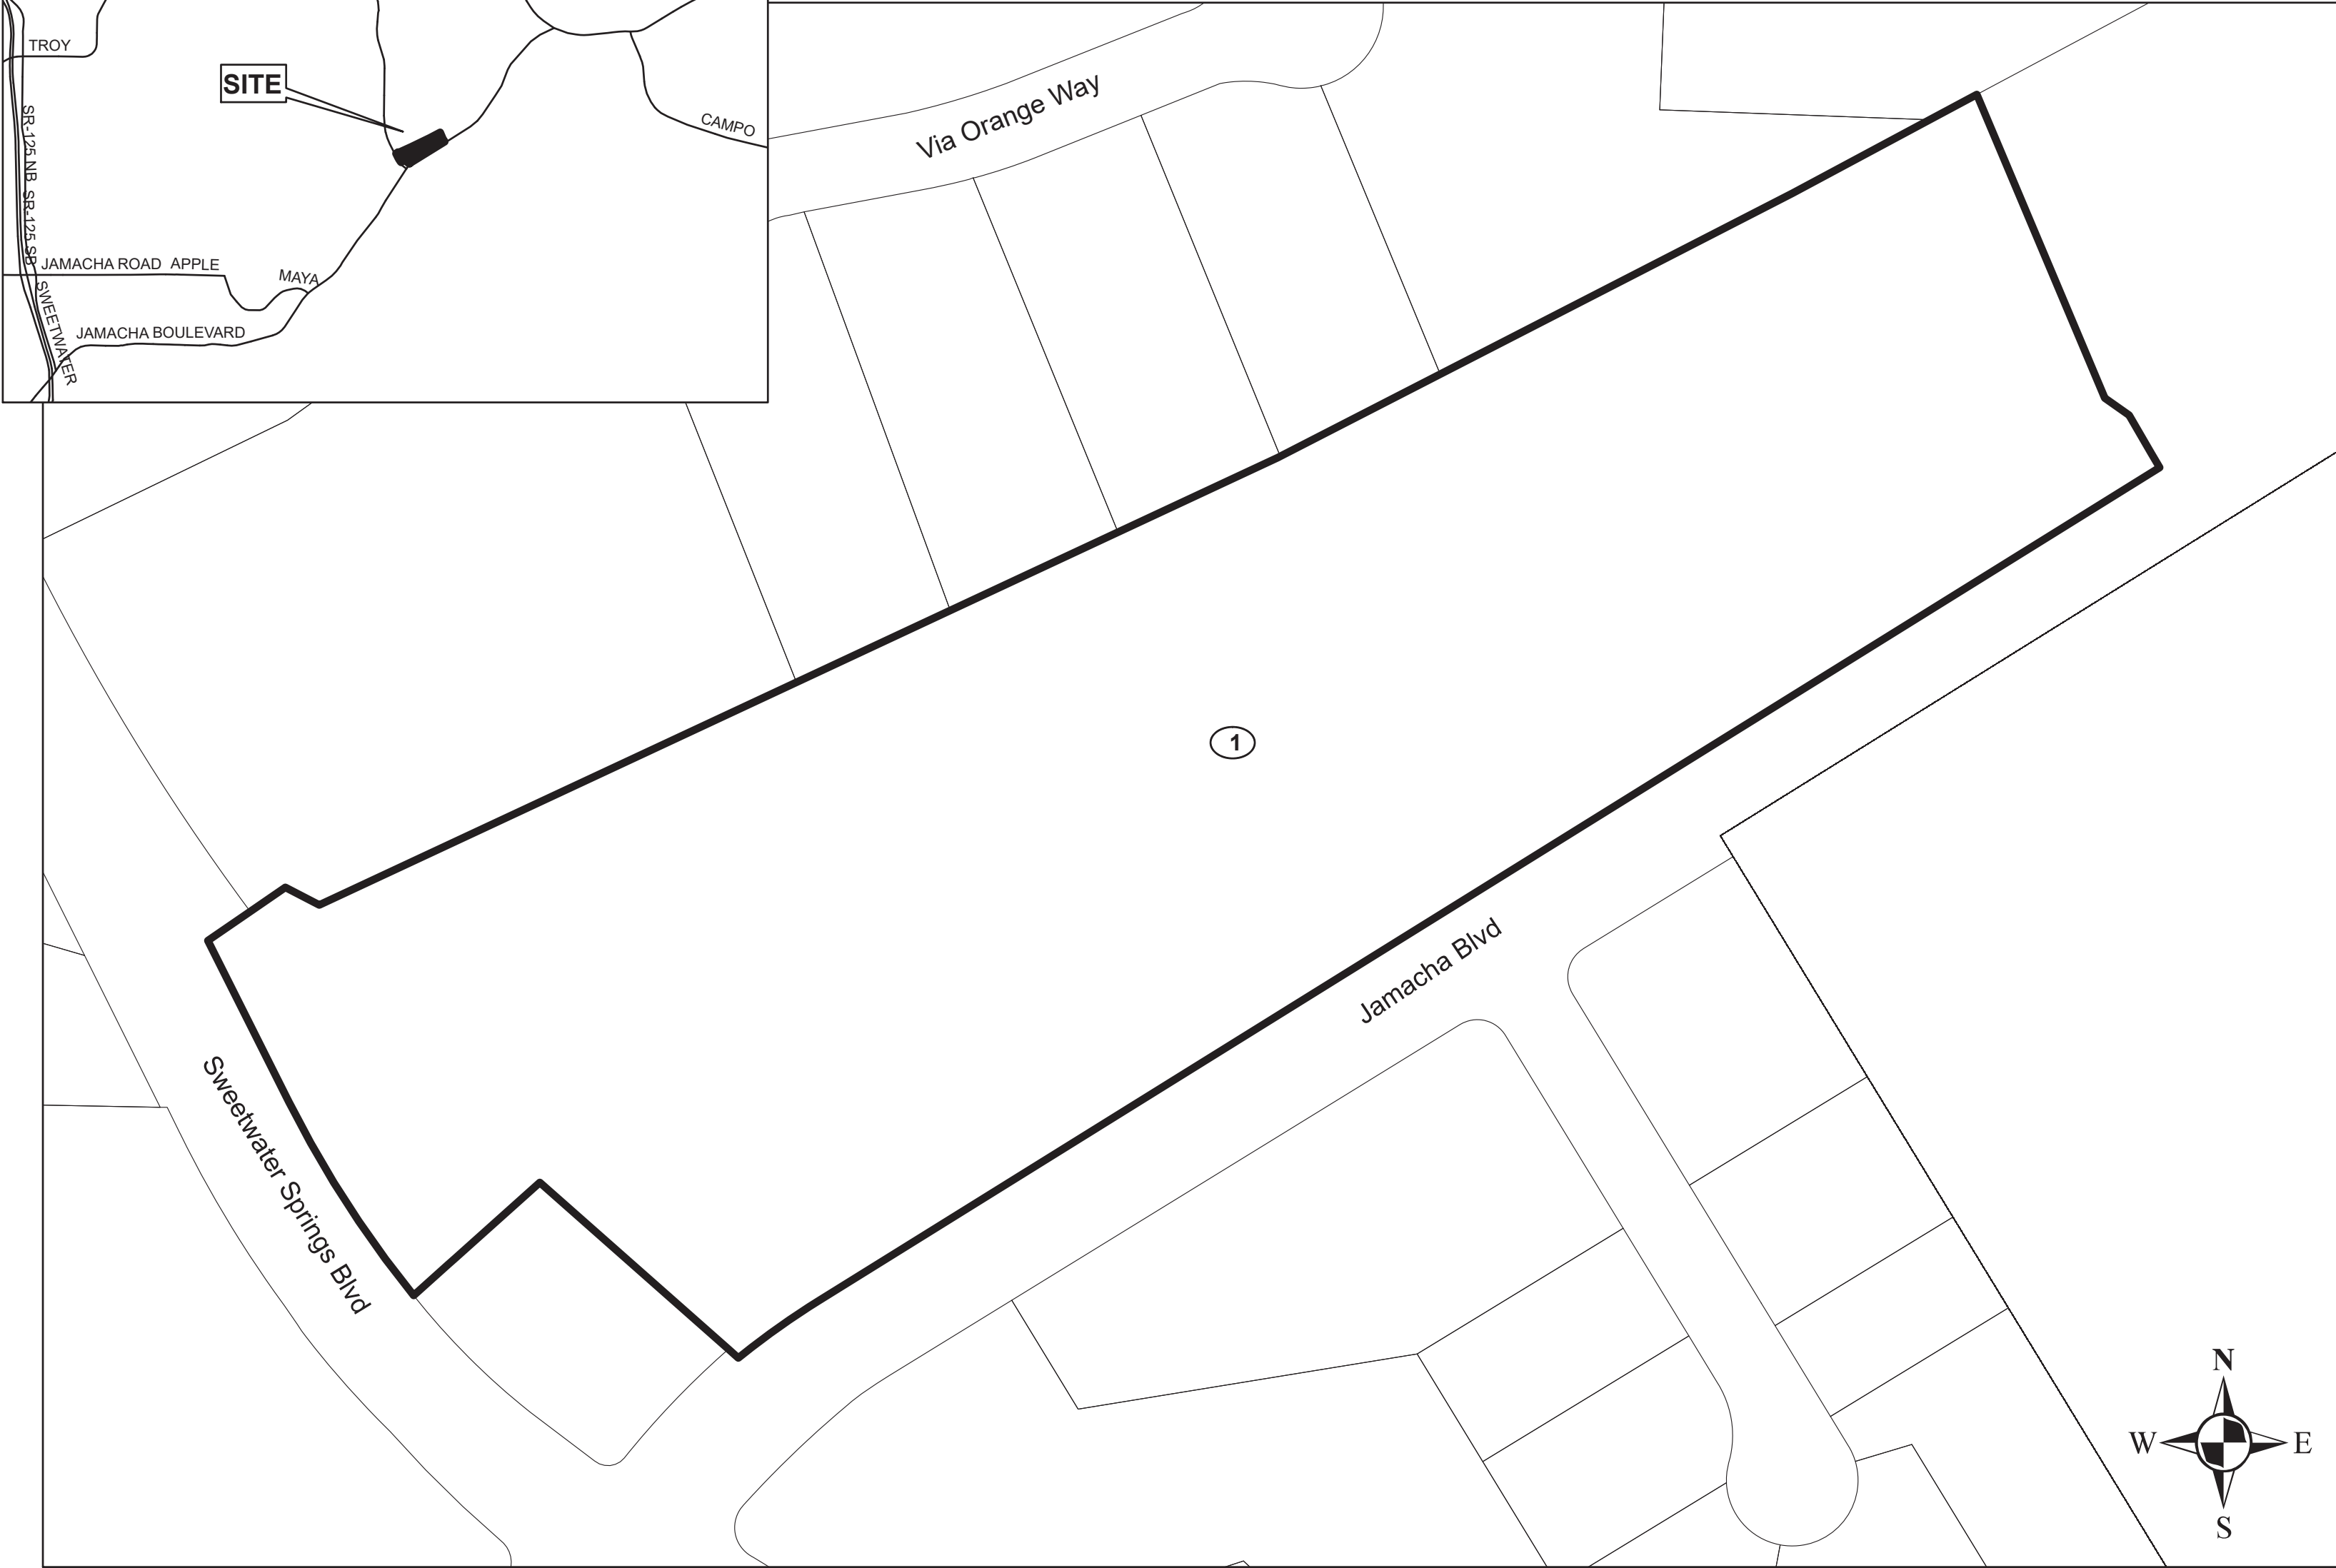 TROY
SITE
CAMPO
SR-125 NB SR-125 SB
JAMACHA ROAD APPLE
MAYA
SWEETWATER
JAMACHA BOULEVARD
Via Orange Way
1
Jamacha Blvd
Sweetwater Springs Blvd
N
W E
S